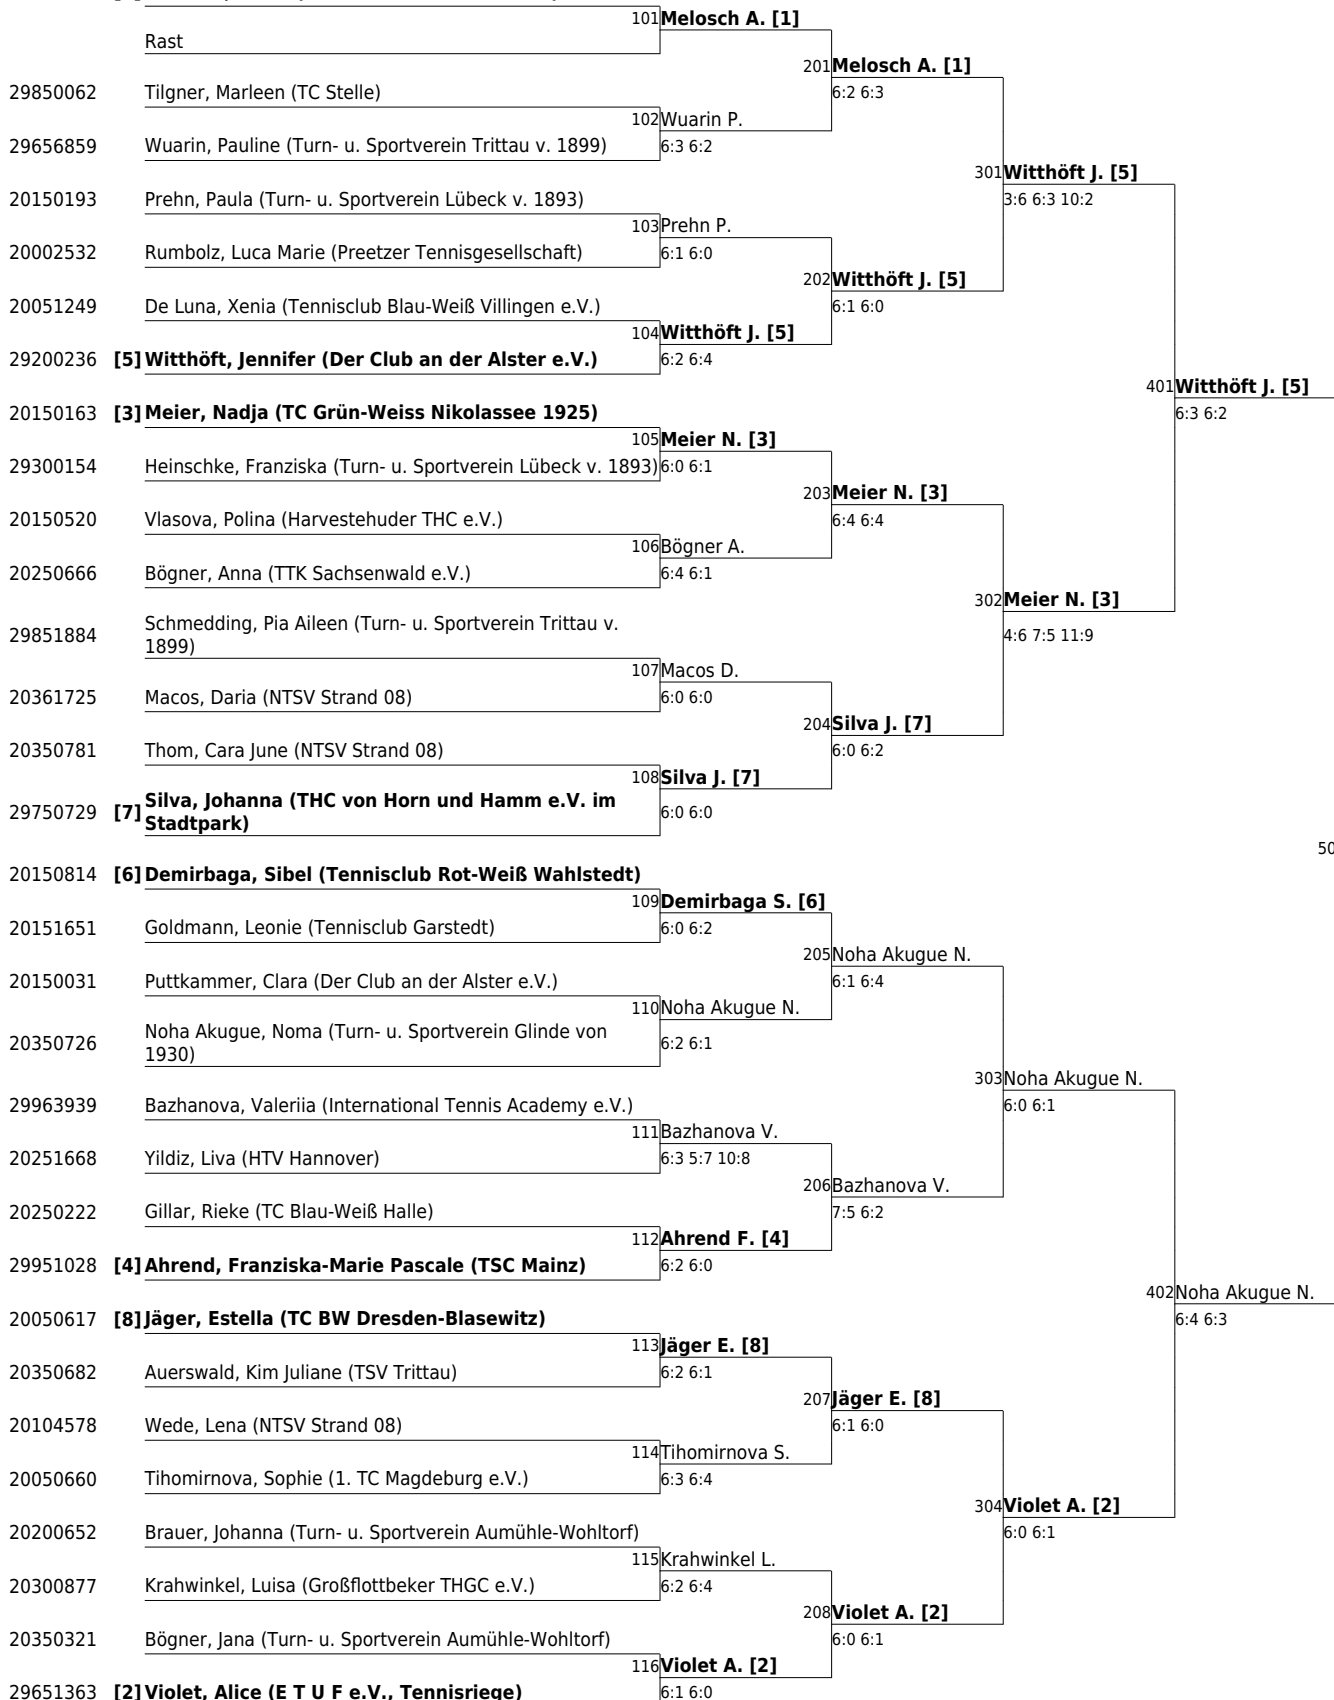 101 Melosch A. [1]
Rast
201 Melosch A. [1]
29850062 Tilgner, Marleen (TC Stelle) 6:2 6:3
102 Wuarin P.
29656859 Wuarin, Pauline (Turn- u. Sportverein Trittau v. 1899) 6:3 6:2
301 Witthöft J. [5]
20150193 Prehn, Paula (Turn- u. Sportverein Lübeck v. 1893) 3:6 6:3 10:2
103 Prehn P.
20002532 Rumbolz, Luca Marie (Preetzer Tennisgesellschaft) 6:1 6:0
202 Witthöft J. [5]
20051249 De Luna, Xenia (Tennisclub Blau-Weiß Villingen e.V.) 6:1 6:0
104 Witthöft J. [5]
29200236 [5] Witthöft, Jennifer (Der Club an der Alster e.V.) 6:2 6:4
401 Witthöft J. [5]
20150163 [3] Meier, Nadja (TC Grün-Weiss Nikolassee 1925) 6:3 6:2
105 Meier N. [3]
29300154 Heinschke, Franziska (Turn- u. Sportverein Lübeck v. 1893) 6:0 6:1
203 Meier N. [3]
20150520 Vlasova, Polina (Harvestehuder THC e.V.) 6:4 6:4
106 Bögner A.
20250666 Bögner, Anna (TTK Sachsenwald e.V.) 6:4 6:1
302 Meier N. [3]
29851884 Schmedding, Pia Aileen (Turn- u. Sportverein Trittau v. 4:6 7:5 11:9
1899)
107 Macos D.
20361725 Macos, Daria (NTSV Strand 08) 6:0 6:0
204 Silva J. [7]
20350781 Thom, Cara June (NTSV Strand 08) 6:0 6:2
108 Silva J. [7]
29750729 [7] Silva, Johanna (THC von Horn und Hamm e.V. im 6:0 6:0
Stadtpark)
50
20150814 [6] Demirbaga, Sibel (Tennisclub Rot-Weiß Wahlstedt)
109 Demirbaga S. [6]
20151651 Goldmann, Leonie (Tennisclub Garstedt) 6:0 6:2
205 Noha Akugue N.
20150031 Puttkammer, Clara (Der Club an der Alster e.V.) 6:1 6:4
110 Noha Akugue N.
20350726 Noha Akugue, Noma (Turn- u. Sportverein Glinde von 6:2 6:1
1930)
303 Noha Akugue N.
29963939 Bazhanova, Valeriia (International Tennis Academy e.V.) 6:0 6:1
111 Bazhanova V.
20251668 Yildiz, Liva (HTV Hannover) 6:3 5:7 10:8
206 Bazhanova V.
20250222 Gillar, Rieke (TC Blau-Weiß Halle) 7:5 6:2
112 Ahrend F. [4]
29951028 [4] Ahrend, Franziska-Marie Pascale (TSC Mainz) 6:2 6:0
402 Noha Akugue N.
20050617 [8] Jäger, Estella (TC BW Dresden-Blasewitz) 6:4 6:3
113 Jäger E. [8]
20350682 Auerswald, Kim Juliane (TSV Trittau) 6:2 6:1
207 Jäger E. [8]
20104578 Wede, Lena (NTSV Strand 08) 6:1 6:0
114 Tihomirnova S.
20050660 Tihomirnova, Sophie (1. TC Magdeburg e.V.) 6:3 6:4
304 Violet A. [2]
20200652 Brauer, Johanna (Turn- u. Sportverein Aumühle-Wohltorf) 6:0 6:1
115 Krahwinkel L.
20300877 Krahwinkel, Luisa (Großflottbeker THGC e.V.) 6:2 6:4
208 Violet A. [2]
20350321 Bögner, Jana (Turn- u. Sportverein Aumühle-Wohltorf) 6:0 6:1
116 Violet A. [2]
29651363 [2] Violet, Alice (E T U F e.V., Tennisriege) 6:1 6:0